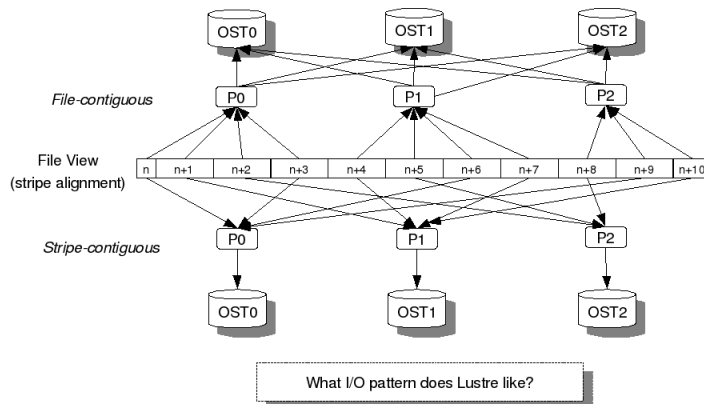 OST0 OST1 OST2
File-contiguous P0 P1 P2
File View
(stripe alignment)
n n+1 n+2 n+3 n+4 n+5 n+6 n+7 n+8 n+9 n+10
Stripe-contiguous P0 P1 P2
OST0 OST1 OST2
What I/O pattern does Lustre like?